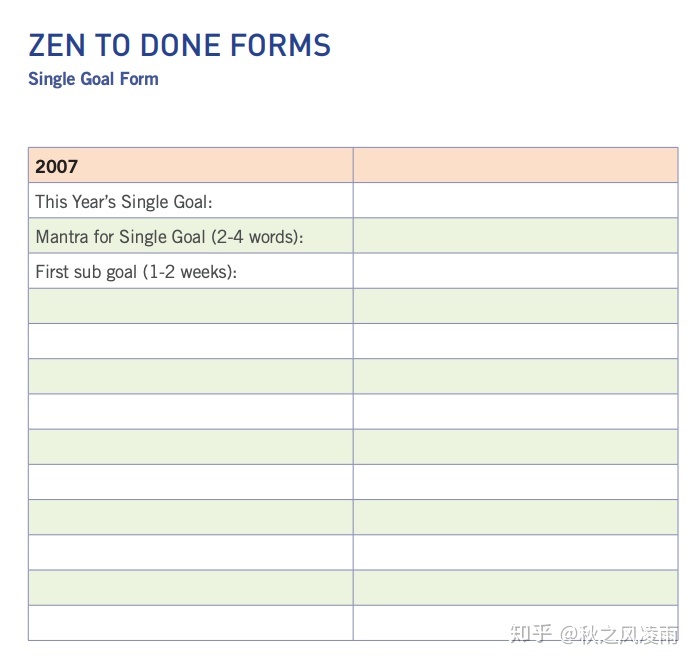 ZEN TO DONE FORMS
Single Goal Form
2007
This Year's Single Goal:
Mantra for Single Goal (2-4 words):
First sub goal (1-2 weeks):
知乎 @秋之风凌雨